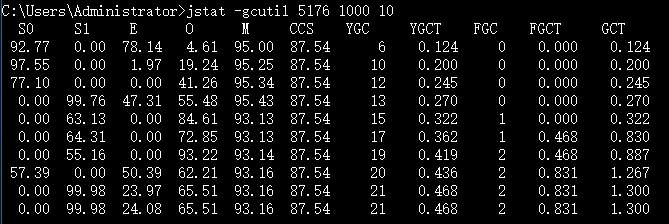 C:\Users\Administrator>jstat -gcutil 5176 1000 10
S0 S1 E O M CCS YGC YGCT FGC FGCT GCT
92.77 0.00 78.14 4.61 95.00 87.54 6 0.124 0 0.000 0.124
97.55 0.00 1.97 19.24 95.25 87.54 10 0.200 0 0.000 0.200
77.10 0.00 0.00 41.26 95.34 87.54 12 0.245 0 0.000 0.245
0.00 99.76 47.31 55.48 95.43 87.54 13 0.270 0 0.000 0.270
0.00 63.13 0.00 84.61 93.13 87.54 15 0.322 1 0.000 0.322
0.00 64.31 0.00 72.85 93.13 87.54 17 0.362 1 0.468 0.830
0.00 55.16 0.00 93.22 93.14 87.54 19 0.419 2 0.468 0.887
57.39 0.00 50.39 62.21 93.16 87.54 20 0.436 2 0.831 1.267
0.00 99.98 23.97 65.51 93.16 87.54 21 0.468 2 0.831 1.300
0.00 99.98 24.08 65.51 93.16 87.54 21 0.468 2 0.831 1.300